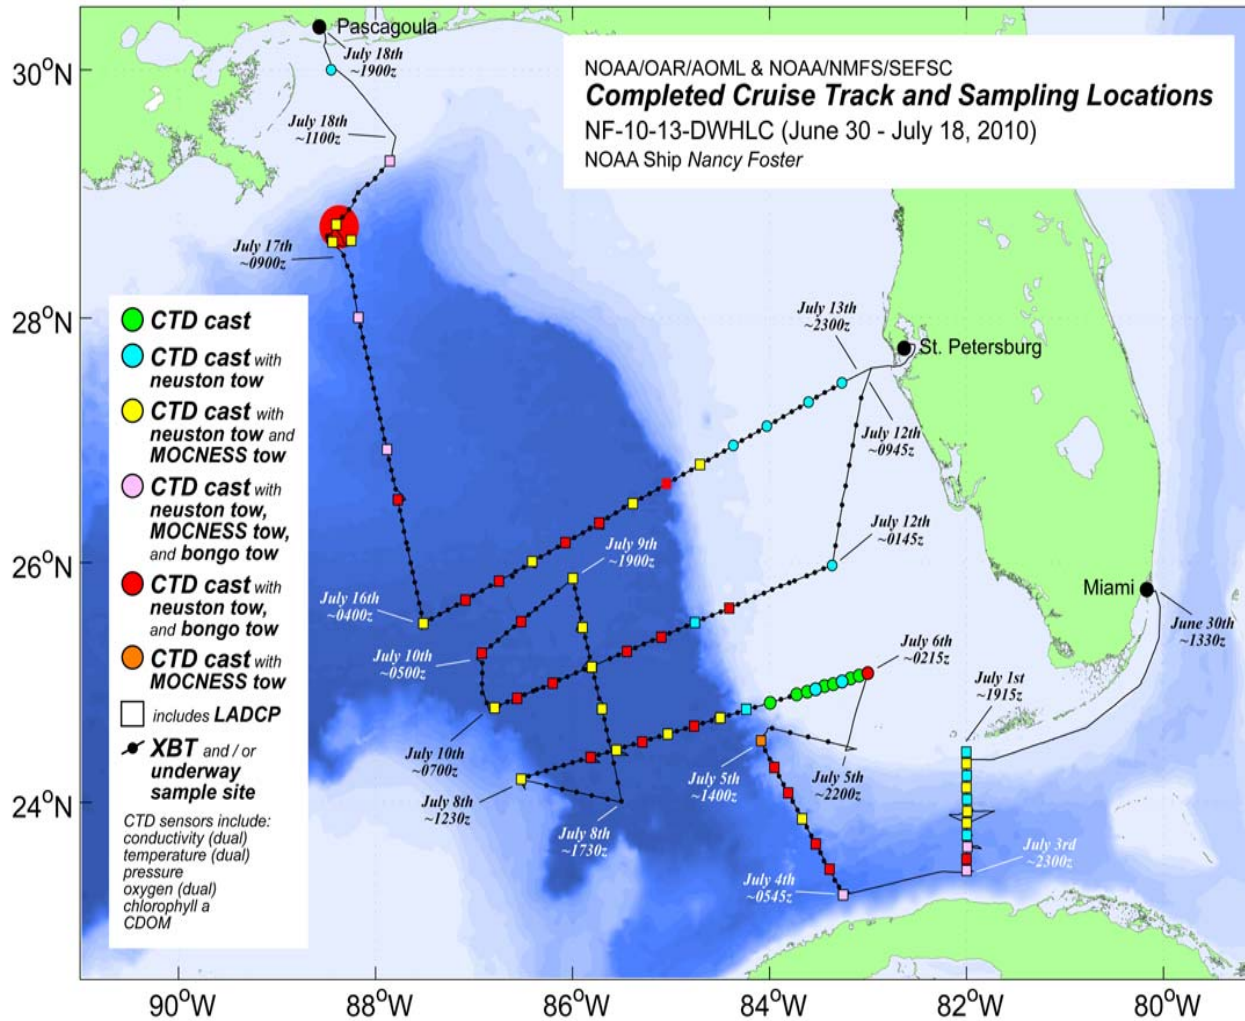 Pascagoula
July 18th
~1900z
30°N
NOAA/OAR/AOML & NOAA/NMFS/SEFSC
Completed Cruise Track and Sampling Locations
NF-10-13-DWHLC (June 30 - July 18, 2010)
NOAA Ship Nancy Foster
July 18th
~1100z
July 17th
~0900z
28°N
July 13th
~2300z
St. Petersburg
CTD cast
CTD cast with
neuston tow
CTD cast with
neuston tow and
MOCNESS tow
CTD cast with
neuston tow,
MOCNESS tow,
and bongo tow
CTD cast with
neuston tow,
and bongo tow
CTD cast with
MOCNESS tow
includes LADCP
XBT and / or
underway
sample site
CTD sensors include:
conductivity (dual)
temperature (dual)
pressure
oxygen (dual)
chlorophyll a
CDOM
July 12th
~0945z
July 12th
~0145z
July 9th
~1900z
26°N
Miami
June 30th
~1330z
July 16th
~0400z
July 10th
~0500z
July 6th
~0215z
July 1st
~1915z
July 10th
~0700z
July 5th
~1400z
July 5th
~2200z
24°N
July 8th
~1230z
July 8th
~1730z
July 3rd
~2300z
July 4th
~0545z
90°W
88°W
86°W
84°W
82°W
80°W